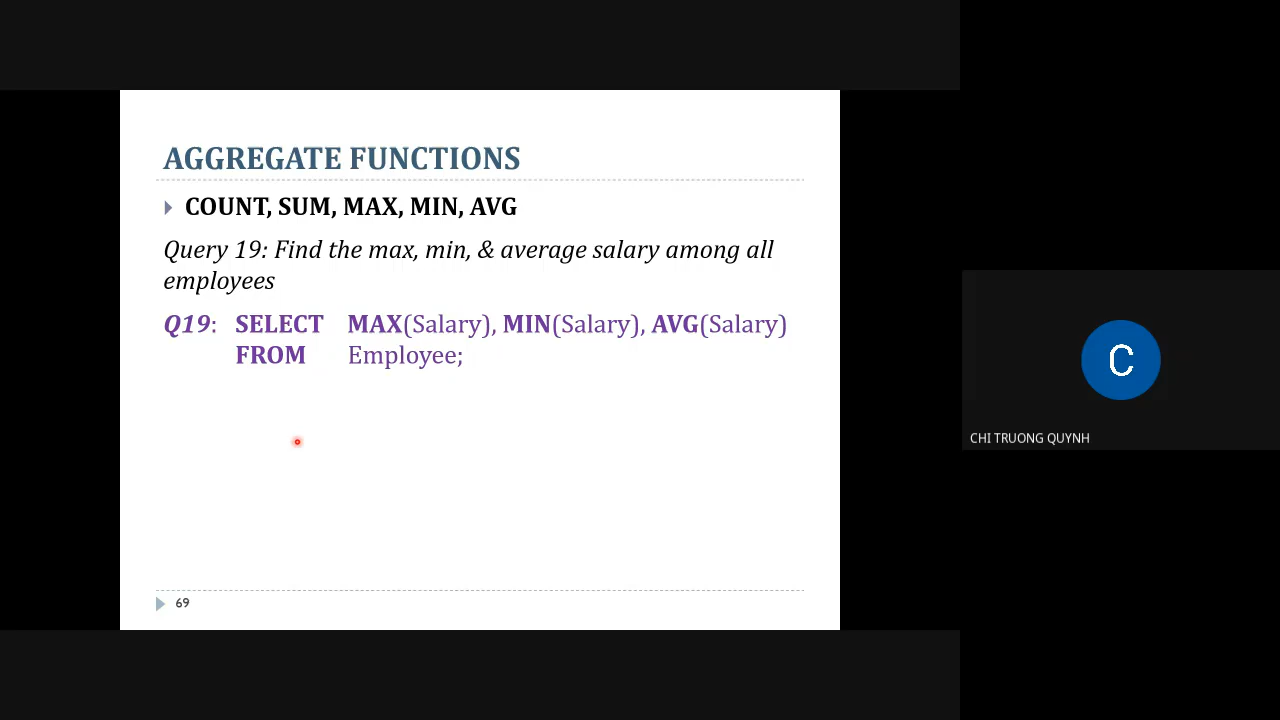 AGGREGATE FUNCTIONS
COUNT, SUM, MAX, MIN, AVG
Query 19: Find the max, min, & average salary among all
employees
Q19: SELECT MAX(Salary), MIN(Salary), AVG(Salary)
FROM Employee;
69
C
CHI TRUONG QUYNH